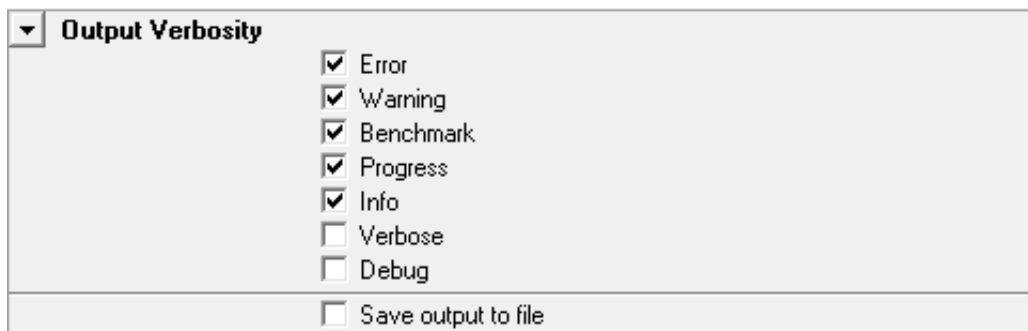 Output Verbosity
Error
Warning
Benchmark
Progress
Info
Verbose
Debug
Save output to file